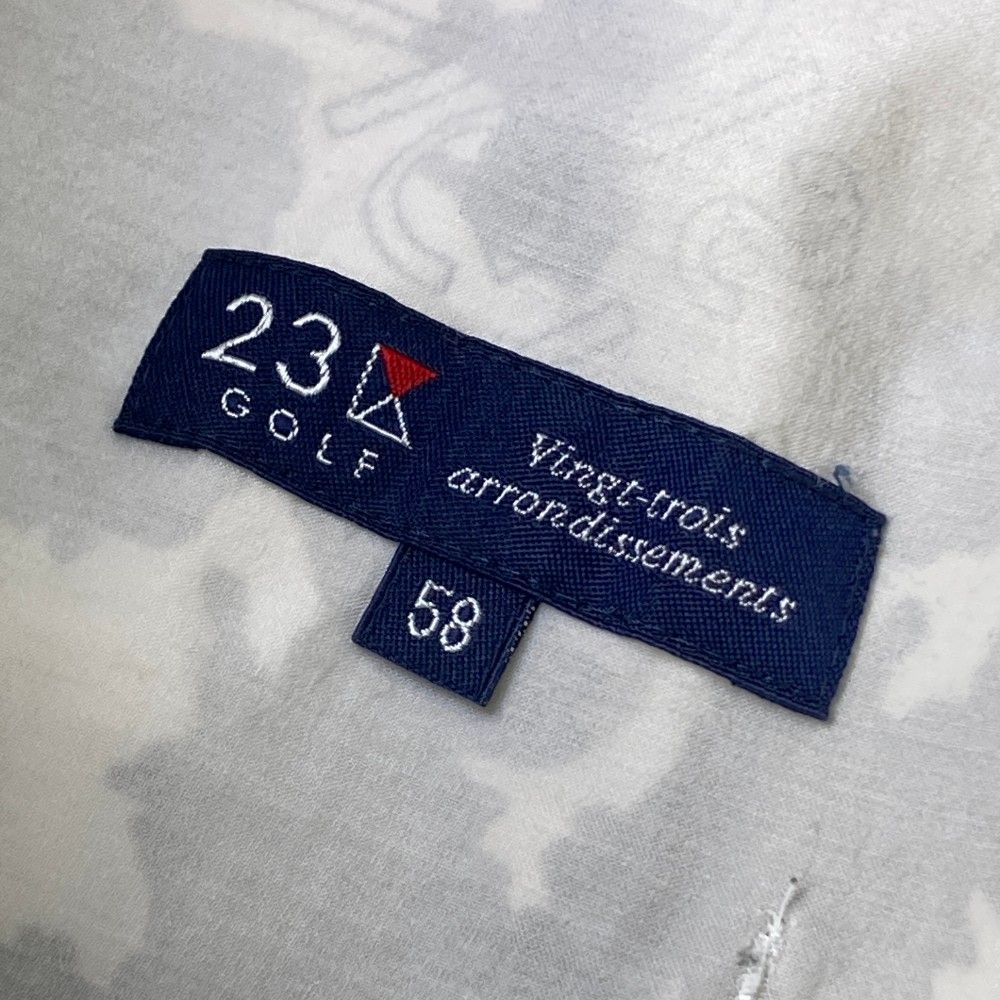 23
GOLF
Vingt-trois
arrondissements
58